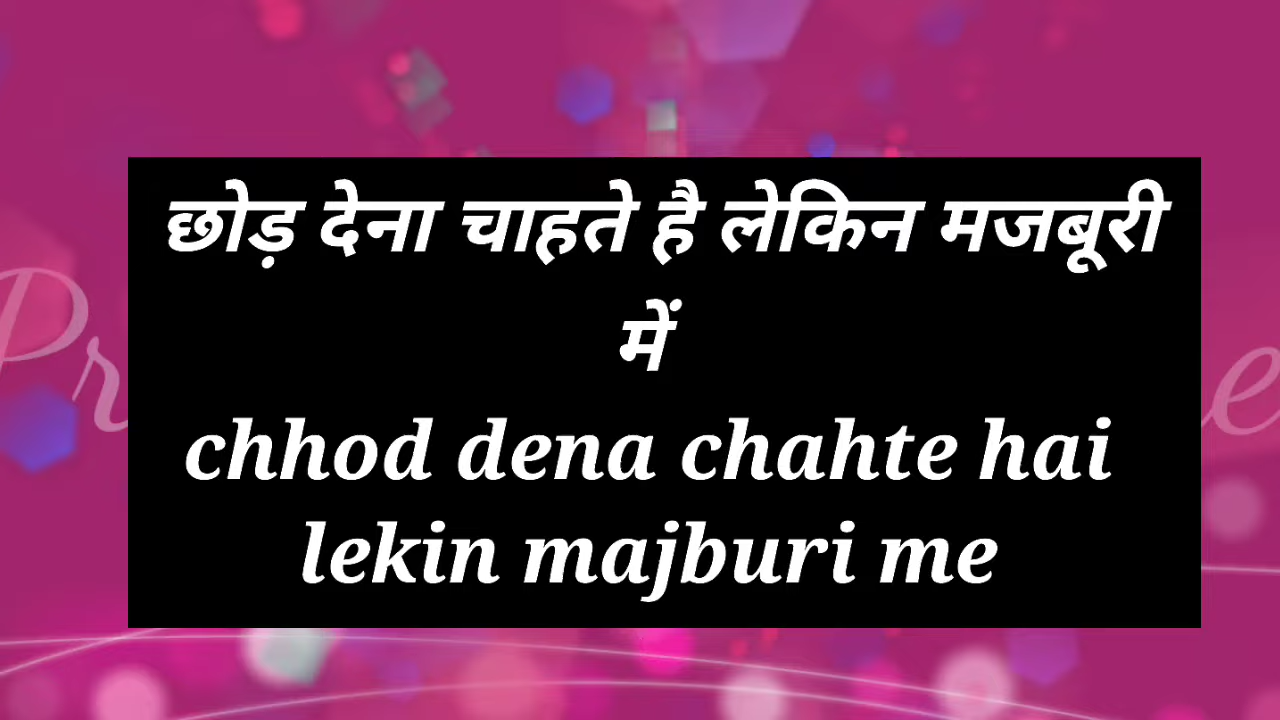 छोड़ देना चाहते है लेकिन मजबूरी
में
chhod dena chahte hai
lekin majburi me